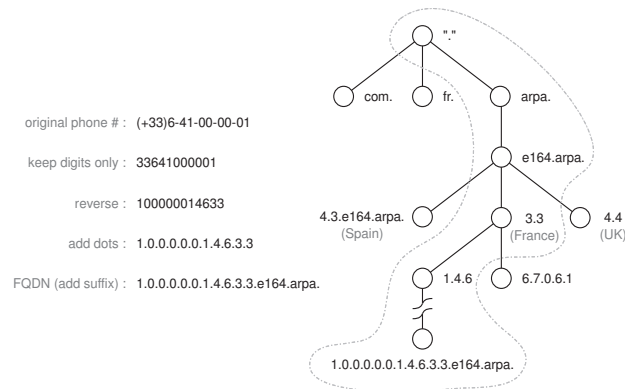 "."
com.
fr.
arpa.
original phone # : (+33)6-41-00-00-01
keep digits only : 33641000001
e164.arpa.
reverse : 100000014633
4.3.e164.arpa.
(Spain)
3.3
(France)
4.4
(UK)
add dots : 1.0.0.0.0.0.1.4.6.3.3
FQDN (add suffix) : 1.0.0.0.0.0.1.4.6.3.3.e164.arpa.
1.4.6
6.7.0.6.1
1.0.0.0.0.0.1.4.6.3.3.e164.arpa.